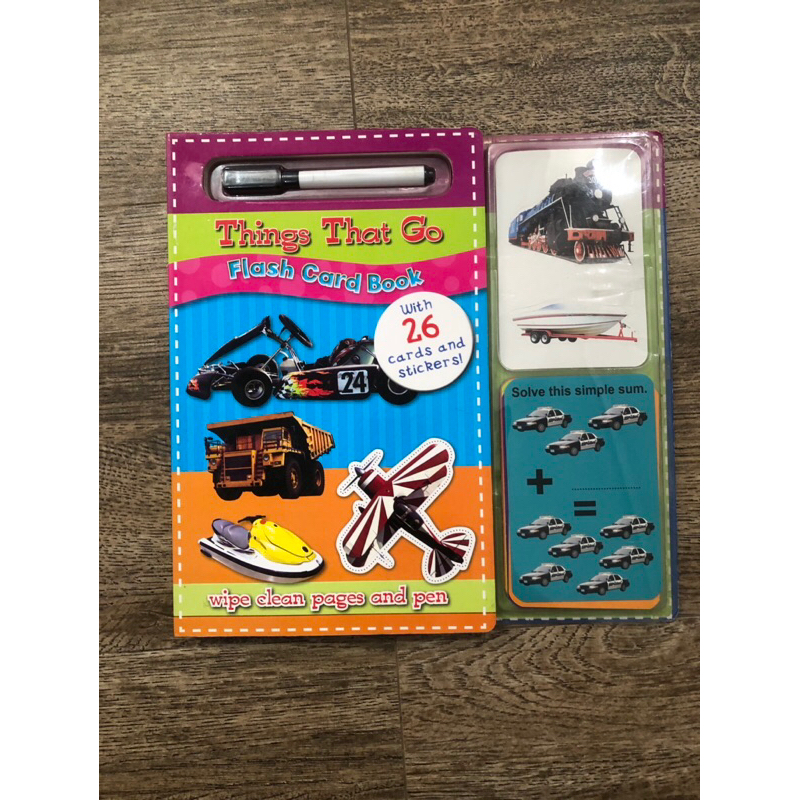 Things That Go
Flash Card Book
With
26
cards and
stickers!
24
wipe clean pages and pen
Solve this simple sum.
+
=